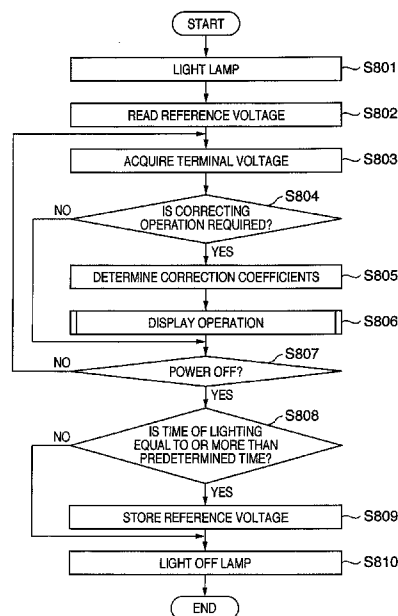 START
LIGHT LAMP
S801
READ REFERENCE VOLTAGE
S802
ACQUIRE TERMINAL VOLTAGE
S803
S804
NO
IS CORRECTING
OPERATION REQUIRED?
YES
DETERMINE CORRECTION COEFFICIENTS
S805
DISPLAY OPERATION
S806
S807
NO
POWER OFF?
YES
S808
NO
IS TIME OF LIGHTING
EQUAL TO OR MORE THAN
PREDETERMINED TIME?
YES
STORE REFERENCE VOLTAGE
S809
LIGHT OFF LAMP
S810
END